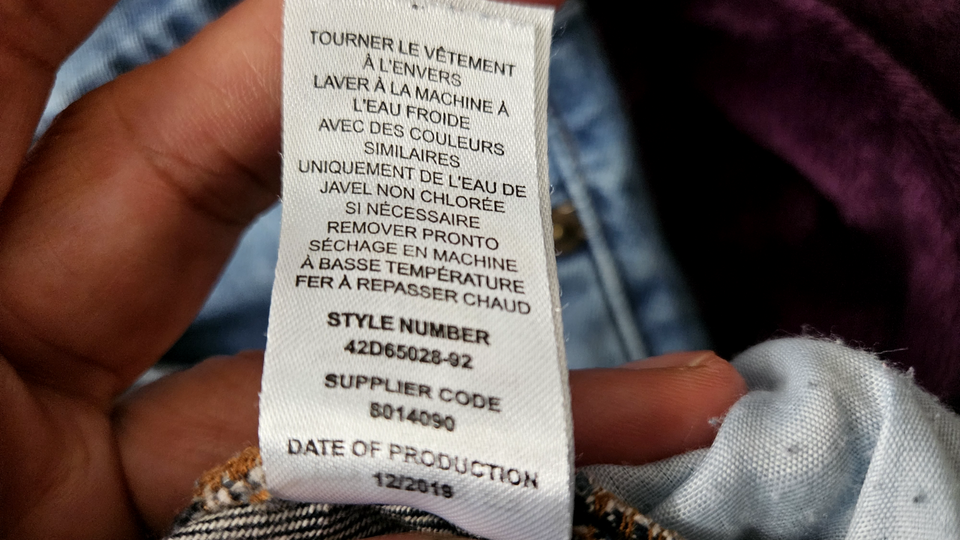 TOURNER LE VÊTEMENT
À L'ENVERS
LAVER À LA MACHINE À
L'EAU FROIDE
AVEC DES COULEURS
SIMILAIRES
UNIQUEMENT DE L'EAU DE
JAVEL NON CHLORÉE
SI NÉCESSAIRE
REMOVER PRONTO
SÉCHAGE EN MACHINE
À BASSE TEMPÉRATURE
FER À REPASSER CHAUD
STYLE NUMBER
42D65028-92
SUPPLIER CODE
8014090
DATE OF PRODUCTION
12/2019